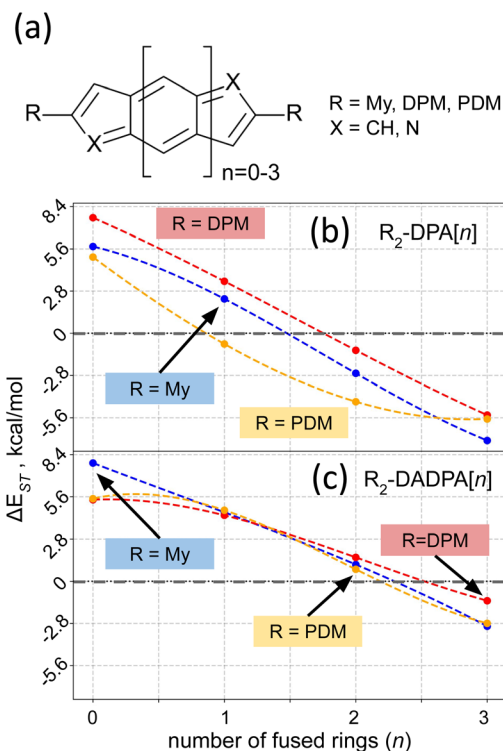 (a)
X
R
R
X
n=0-3
R = My, DPM, PDM
X = CH, N
8.4
5.6
2.8
0
-2.8
-5.6
(b)
R₂-DPA[n]
R = DPM
R = My
R = PDM
ΔE_ST , kcal/mol
8.4
5.6
2.8
0
-2.8
-5.6
(c)
R₂-DADPA[n]
R = My
R=DPM
R = PDM
0
1
2
3
number of fused rings (n)